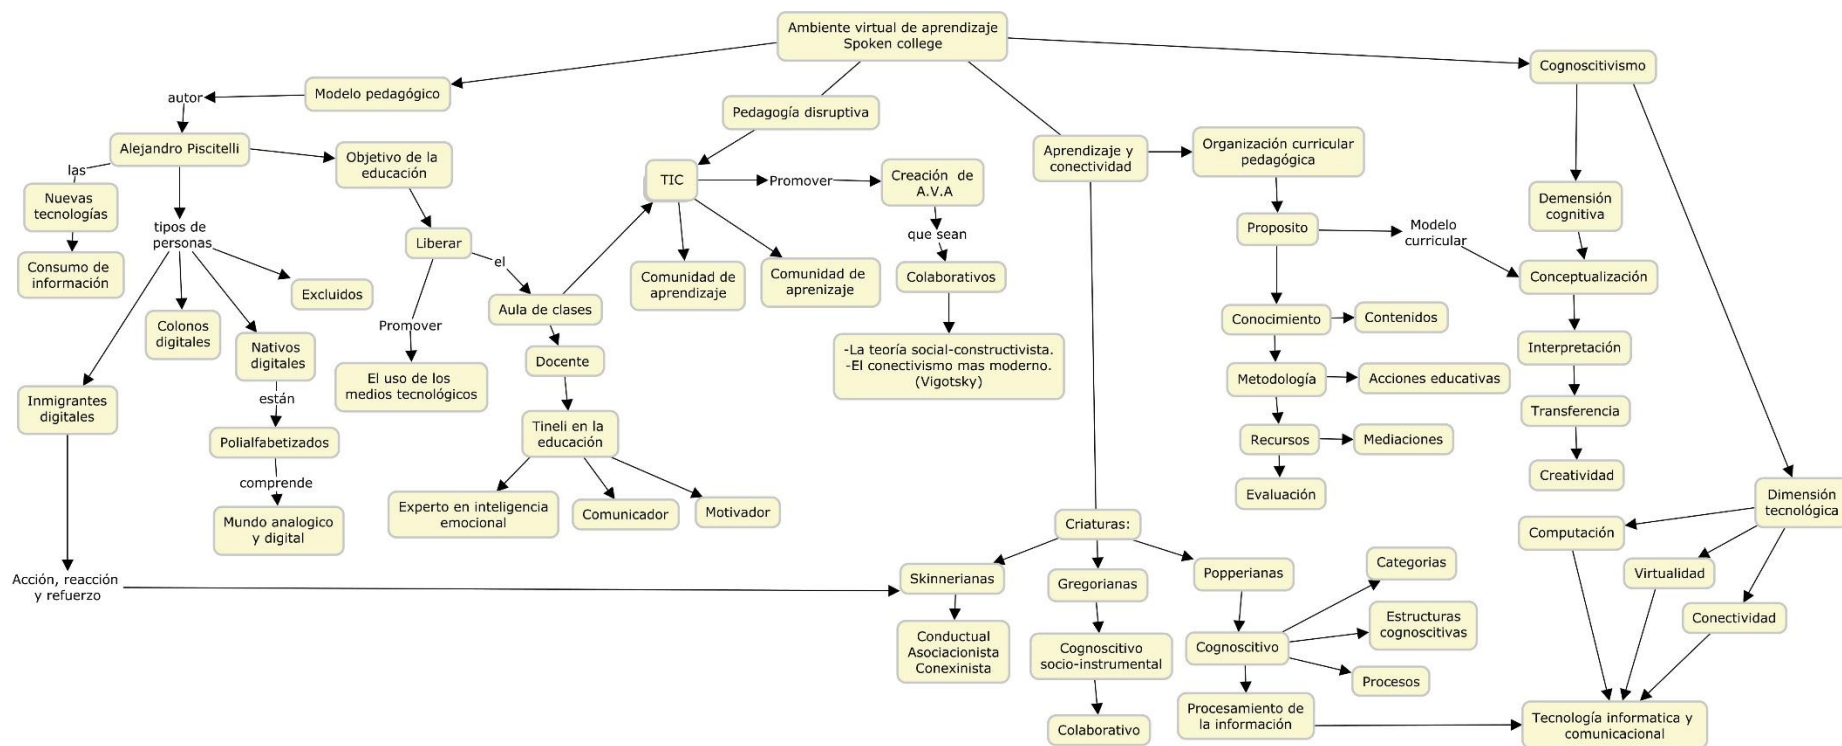 Ambiente virtual de aprendizaje
Spoken college
Modelo pedagógico
autor
Alejandro Piscitelli
las
Nuevas
tecnologías
Consumo de
información
tipos de
personas
Excluidos
Colonos
digitales
Nativos
digitales
están
Polialfabetizados
comprende
Mundo analogico
y digital
Inmigrantes
digitales
Acción, reacción
y refuerzo
Objetivo de la
educación
Liberar
Promover
El uso de los
medios tecnológicos
el
Aula de clases
Docente
Tineli en la
educación
Experto en inteligencia
emocional
Comunicador
Motivador
Pedagogía disruptiva
TIC
Promover
Creación de
A.V.A
que sean
Colaborativos
-La teoría social-constructivista.
-El conectivismo mas moderno.
(Vigotsky)
Comunidad de
aprendizaje
Comunidad de
aprenizaje
Aprendizaje y
conectividad
Organización curricular
pedagógica
Proposito
Modelo
curricular
Conocimiento
Contenidos
Metodología
Acciones educativas
Recursos
Mediaciones
Evaluación
Criaturas:
Skinnerianas
Conductual
Asociacionista
Conexinista
Gregorianas
Cognoscitivo
socio-instrumental
Colaborativo
Popperianas
Cognoscitivo
Categorias
Estructuras
cognoscitivas
Procesos
Procesamiento de
la información
Cognoscitivismo
Demensión
cognitiva
Conceptualización
Interpretación
Transferencia
Creatividad
Dimensión
tecnológica
Computación
Virtualidad
Conectividad
Tecnología informatica y
comunicacional